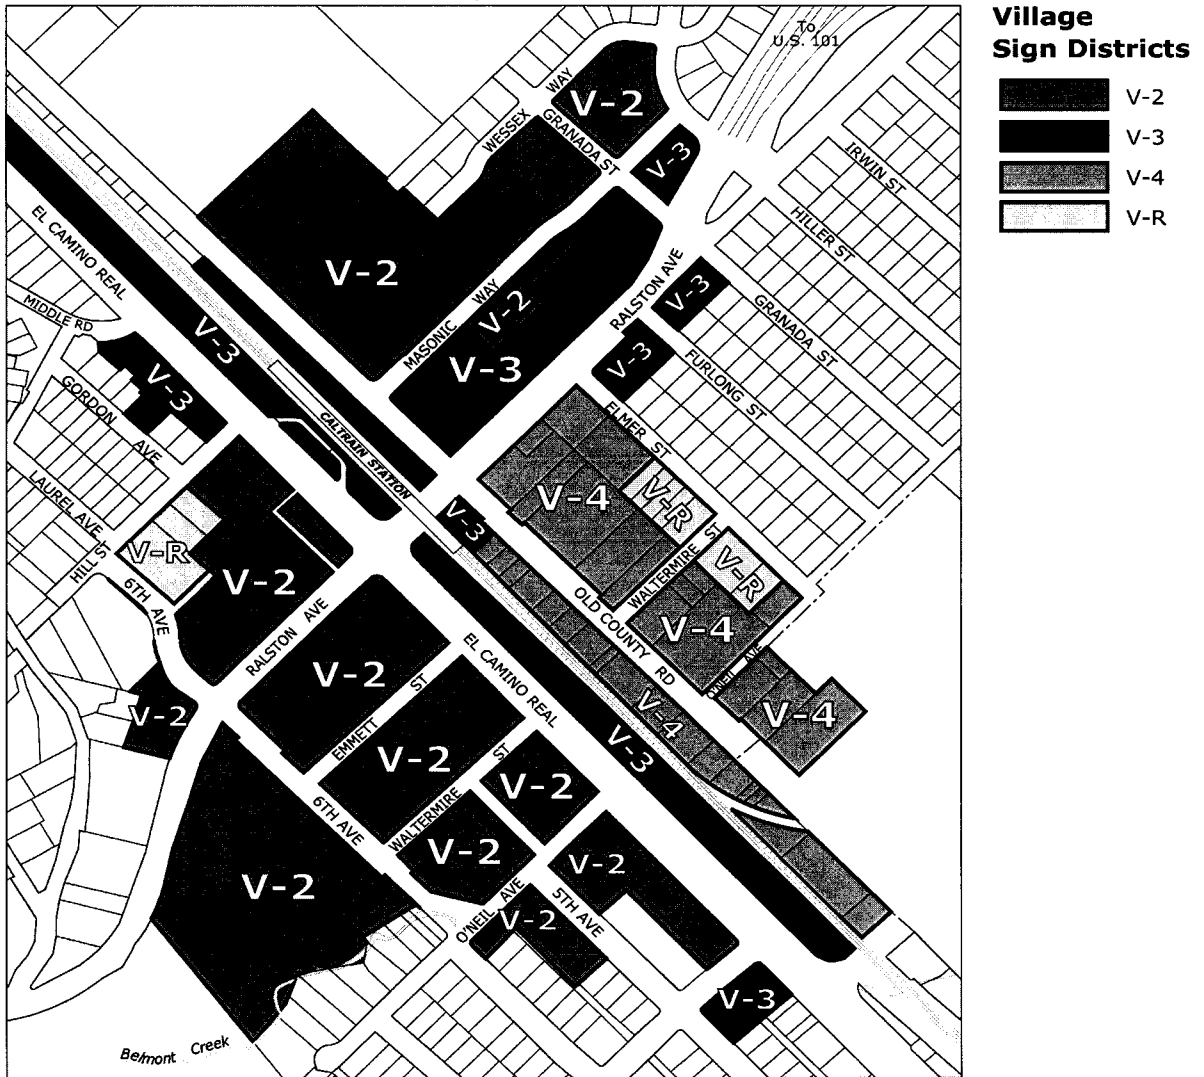 Village
Sign Districts
V-2
V-3
V-4
V-R
To
U.S. 101
WESSEX WAY
V-2
GRANADA ST
V-3
IRWIN ST
HILLER ST
EL CAMINO REAL
V-2
MASONIC WAY
V-2
RALSTON AVE
V-3
GRANADA ST
MIDDLE RD
V-3
V-3
V-3
V-3
FURLONG ST
GORDON AVE
CALTRAIN STATION
ELMER ST
LAUREL AVE
V-4
V-R
V-3
HILL ST
V-R
V-2
WALTERMIRE ST
V-R
6TH AVE
OLD COUNTY RD
V-4
RALSTON AVE
EL CAMINO REAL
O'NEIL AVE
V-2
V-2
EMMETT ST
V-4
V-4
V-3
V-2
WALTERMIRE ST
V-2
6TH AVE
V-2
V-2
V-2
O'NEIL AVE
V-2
5TH AVE
V-3
Belmont Creek